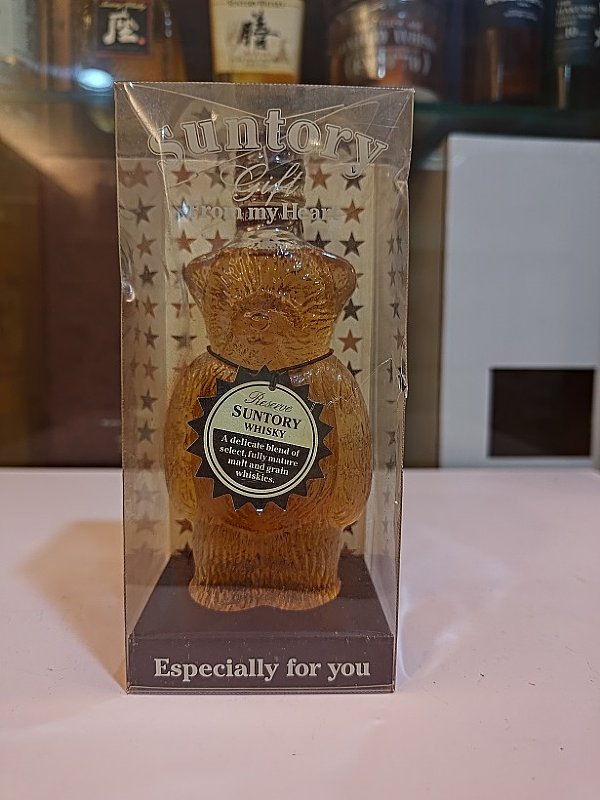 膳
Suntory
Gift
From my Heart
Reserve
SUNTORY
WHISKY
A delicate blend of
select, fully mature
malt and grain
whiskies.
Especially for you